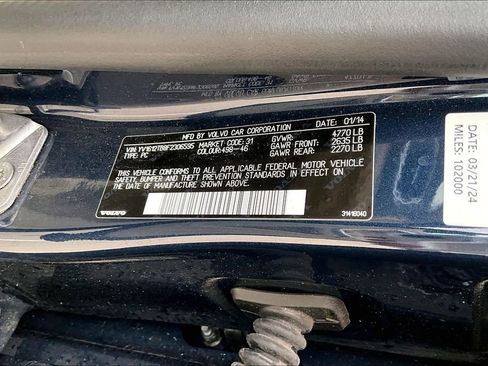 MFD BY VOLVO CAR CORPORATION DATE: 01/14
VIN: YV1612TB8F2306595 MARKET CODE: 31 GVWR: 4770 LB
TYPE: PC COLOUR: 498-46 GAWR FRONT: 2635 LB
GAWR REAR: 2270 LB
THIS VEHICLE CONFORMS TO ALL APPLICABLE FEDERAL MOTOR VEHICLE
SAFETY, BUMPER AND THEFT PREVENTION STANDARDS IN EFFECT ON
THE DATE OF MANUFACTURE SHOWN ABOVE.
VOLVO
31418040
DATE: 03/21/24
MILES 102000